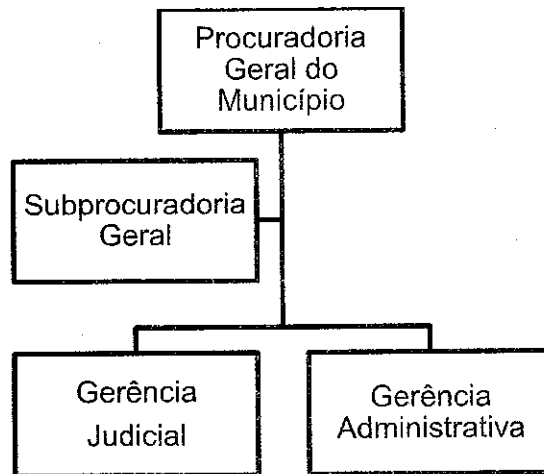 Procuradoria
Geral do
Município
Subprocuradoria
Geral
Gerência
Judicial
Gerência
Administrativa